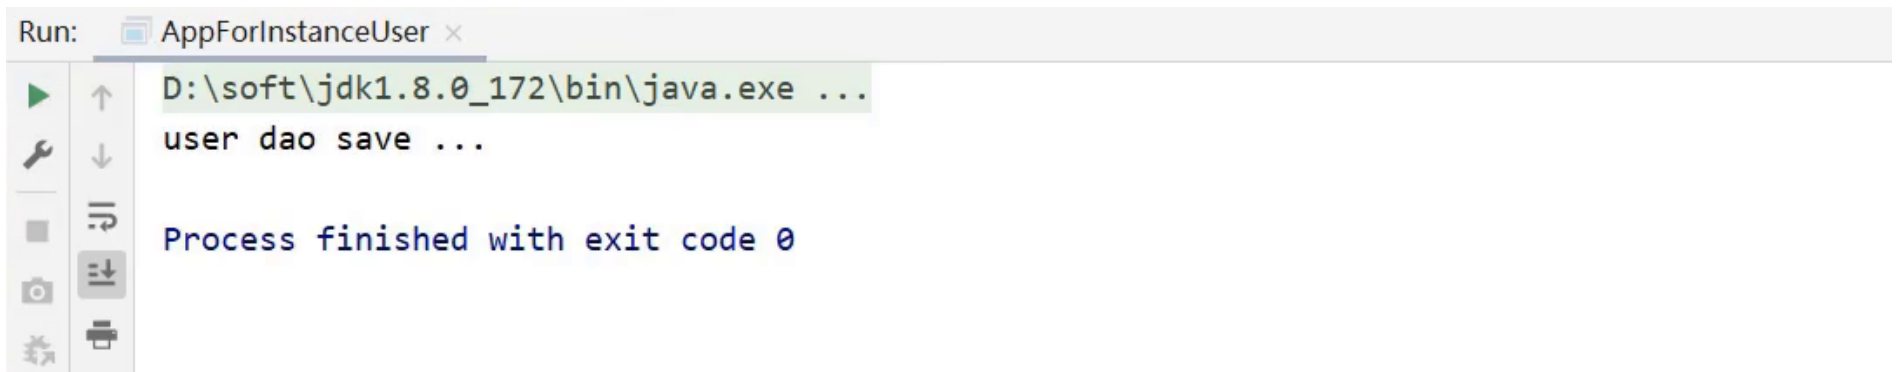 Run: AppForInstanceUser
D:\soft\jdk1.8.0_172\bin\java.exe ...
user dao save ...
Process finished with exit code 0